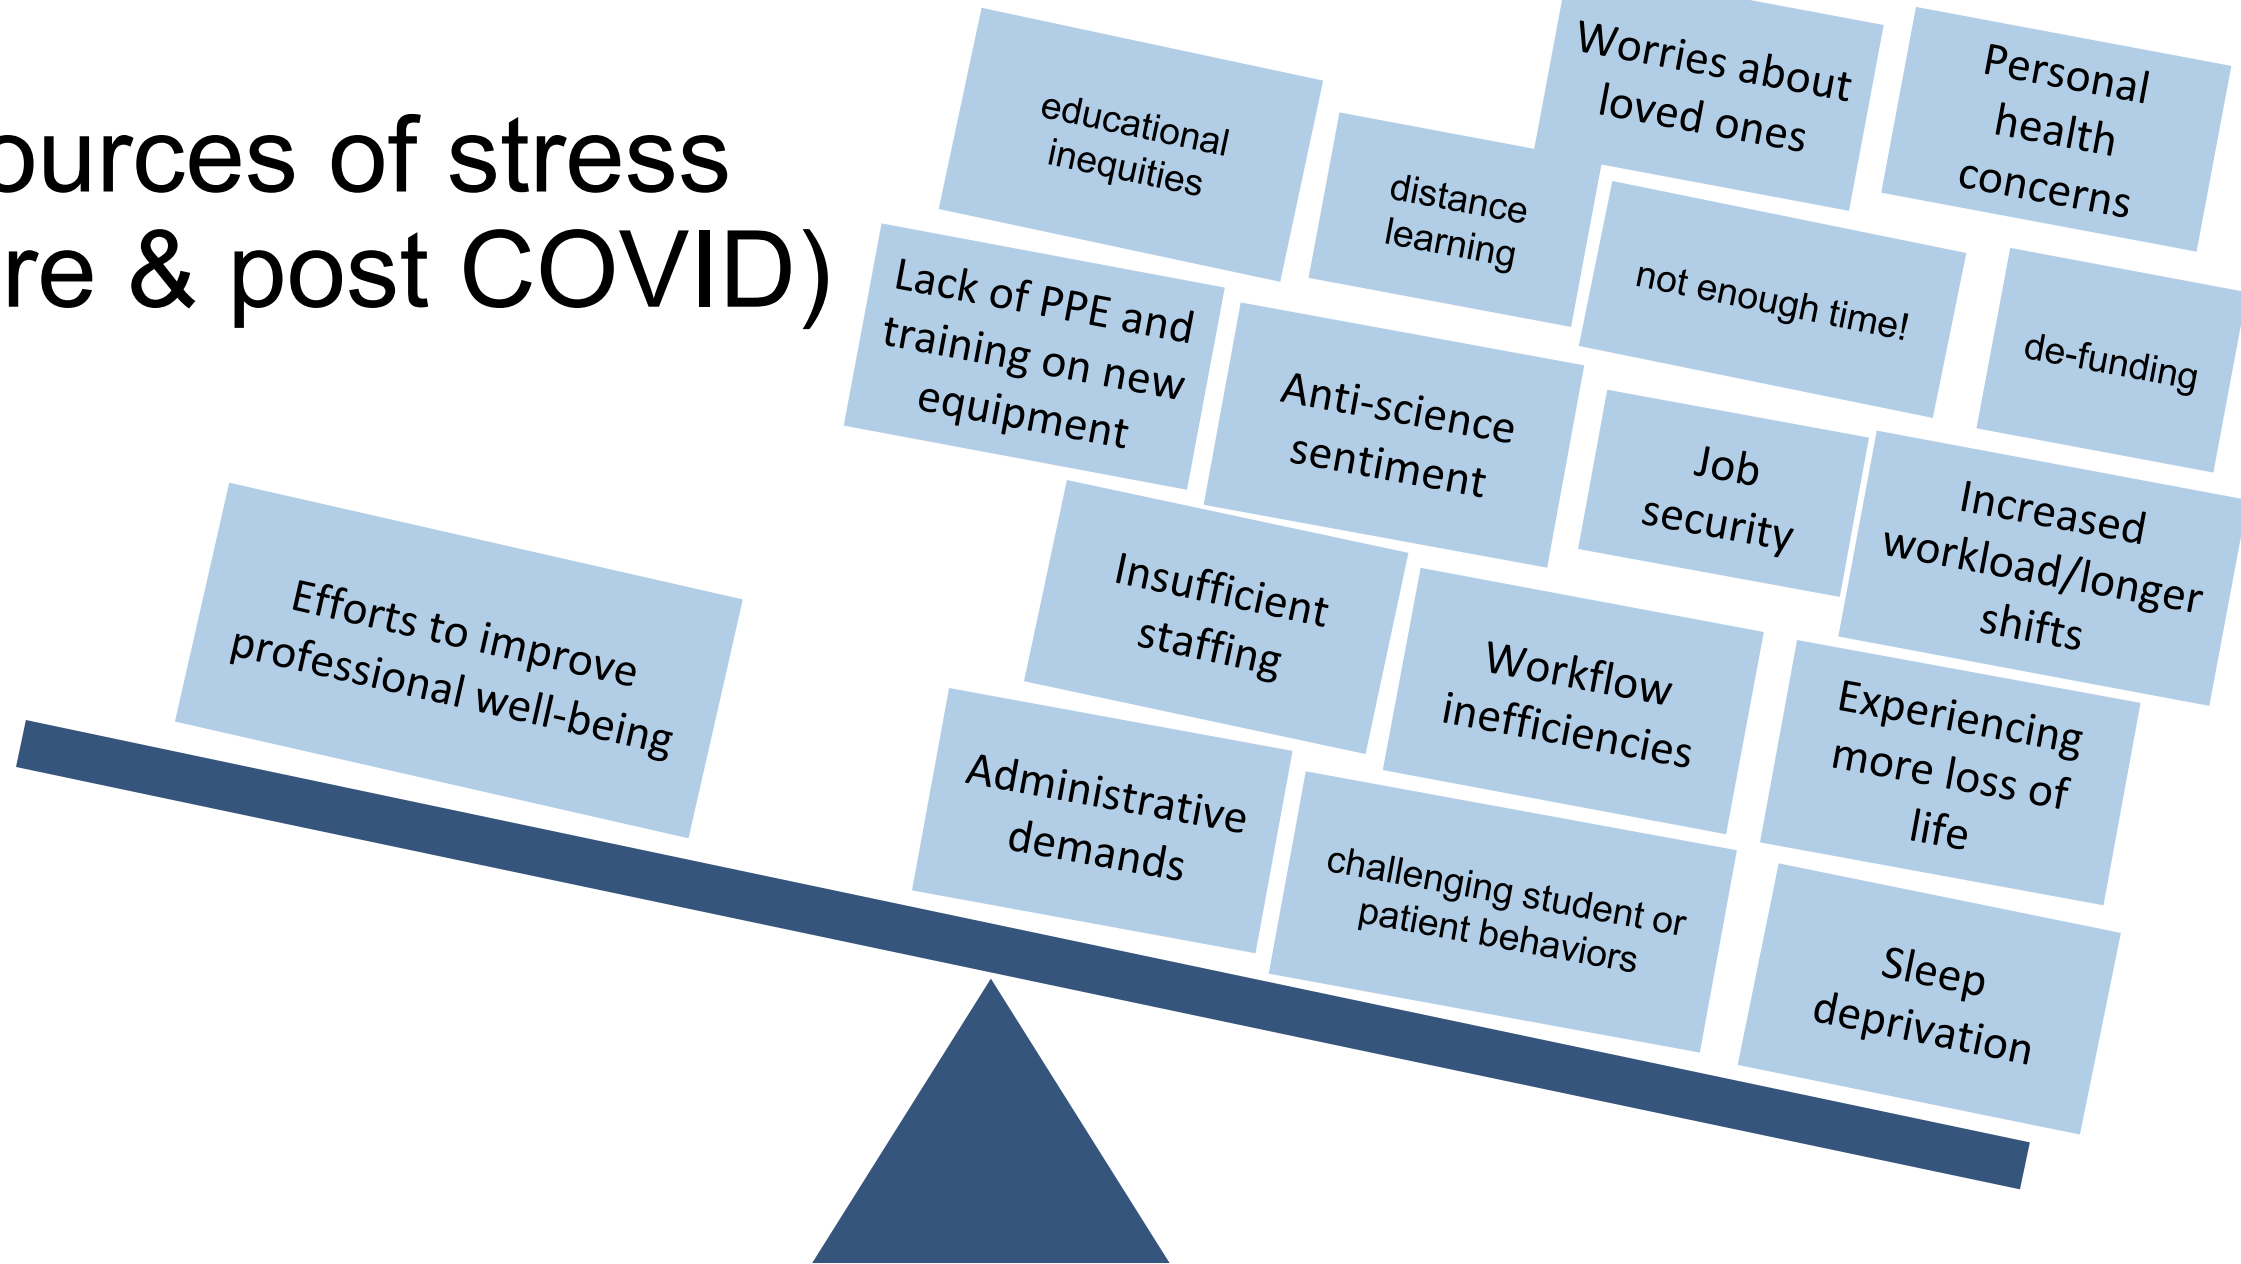 ources of stress
re & post COVID)
educational
inequities
distance
learning
Worries about
loved ones
Personal
health
concerns
Lack of PPE and
training on new
equipment
Anti-science
sentiment
not enough time!
de-funding
Job
security
Increased
workload/longer
shifts
Insufficient
staffing
Workflow
inefficiencies
Experiencing
more loss of
life
Efforts to improve
professional well-being
Administrative
demands
challenging student or
patient behaviors
Sleep
deprivation